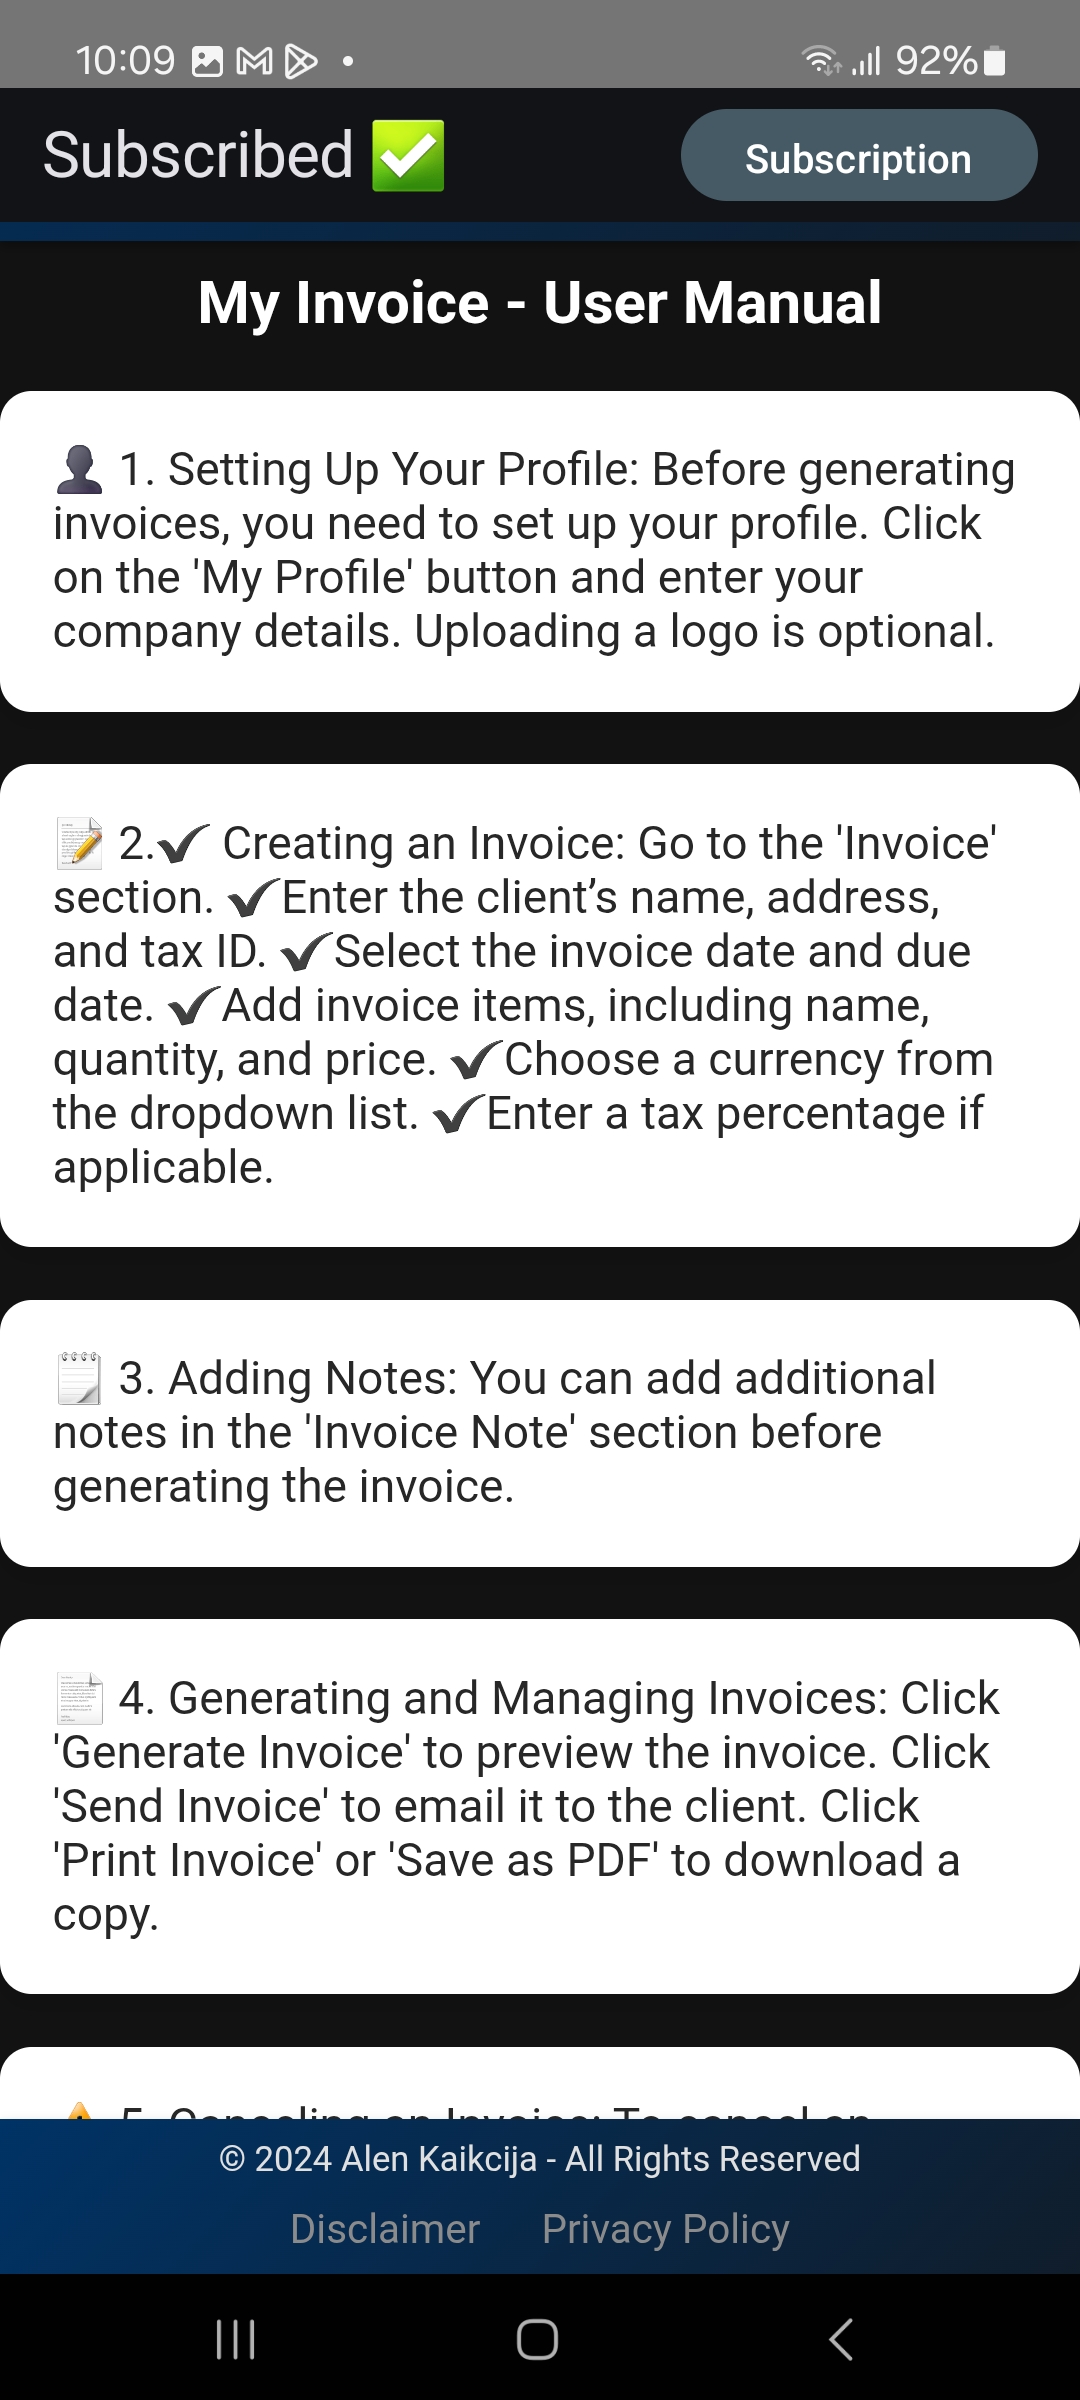 10:09 92%
Subscribed ✅ Subscription
My Invoice - User Manual
👤 1. Setting Up Your Profile: Before generating
invoices, you need to set up your profile. Click
on the 'My Profile' button and enter your
company details. Uploading a logo is optional.
📝 2.✔ Creating an Invoice: Go to the 'Invoice'
section. ✔Enter the client’s name, address,
and tax ID. ✔Select the invoice date and due
date. ✔Add invoice items, including name,
quantity, and price. ✔Choose a currency from
the dropdown list. ✔Enter a tax percentage if
applicable.
🗒 3. Adding Notes: You can add additional
notes in the 'Invoice Note' section before
generating the invoice.
📄 4. Generating and Managing Invoices: Click
'Generate Invoice' to preview the invoice. Click
'Send Invoice' to email it to the client. Click
'Print Invoice' or 'Save as PDF' to download a
copy.
⚠ 5. Canceling an Invoice: To cancel an
© 2024 Alen Kaikcija - All Rights Reserved
Disclaimer Privacy Policy